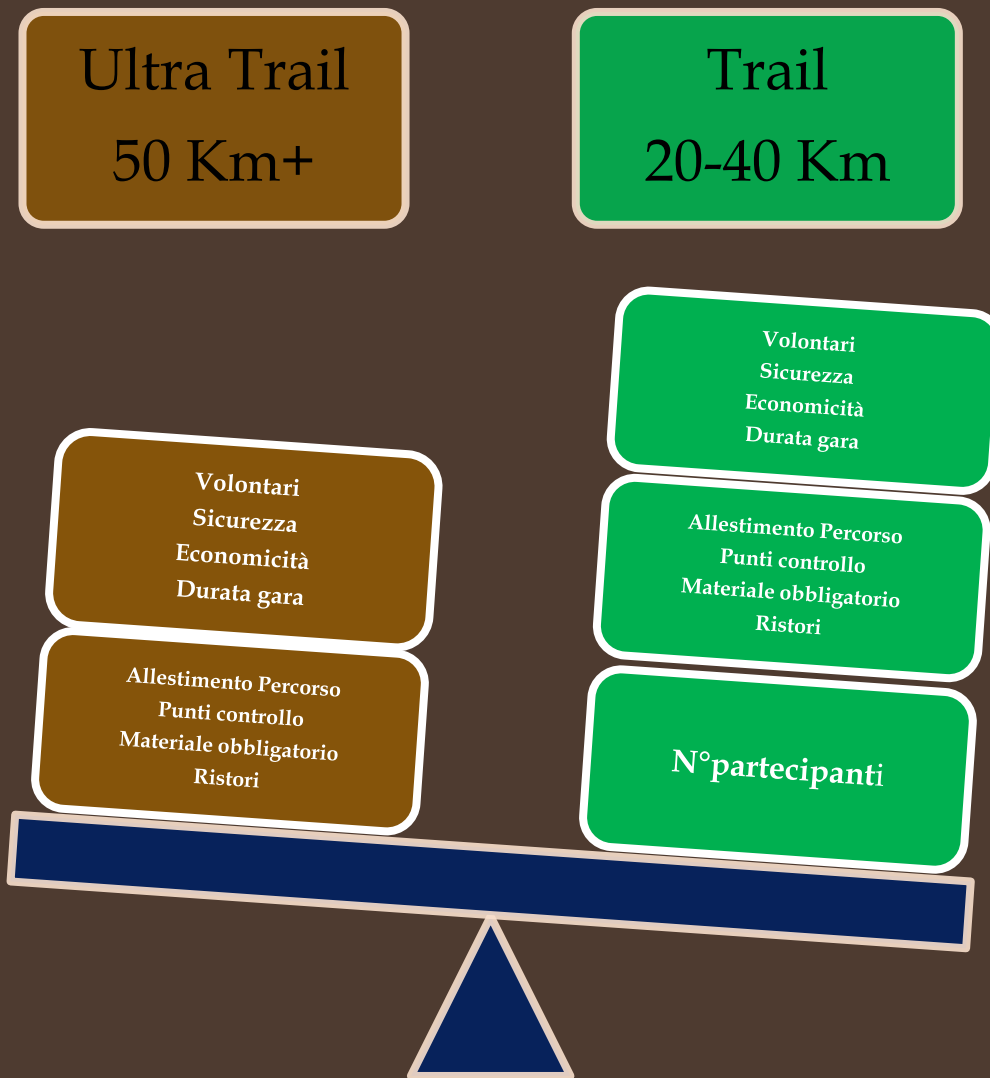 Ultra Trail
50 Km+
Trail
20-40 Km
Volontari
Sicurezza
Economicità
Durata gara
Allestimento Percorso
Punti controllo
Materiale obbligatorio
Ristori
Volontari
Sicurezza
Economicità
Durata gara
Allestimento Percorso
Punti controllo
Materiale obbligatorio
Ristori
N°partecipanti